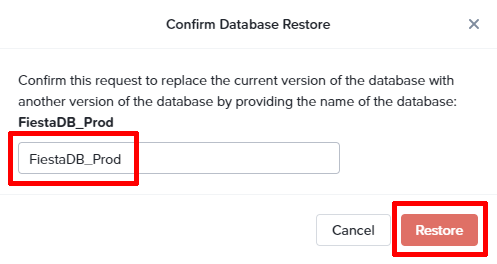 Confirm Database Restore
Confirm this request to replace the current version of the database with
another version of the database by providing the name of the database:
FiestaDB_Prod
FiestaDB_Prod
Cancel
Restore